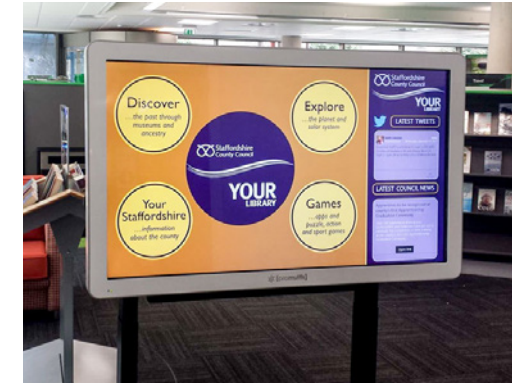 Discover
...the past through
museums and
ancestry
Explore
...the planet and
solar system
Staffordshire
County Council
YOUR
LIBRARY
Your
Staffordshire
...information
about the county
Games
...apps and
puzzle, action
and sport games
Staffordshire
County Council
YOUR
LIBRARY
LATEST TWEETS
LATEST COUNCIL NEWS
Travel